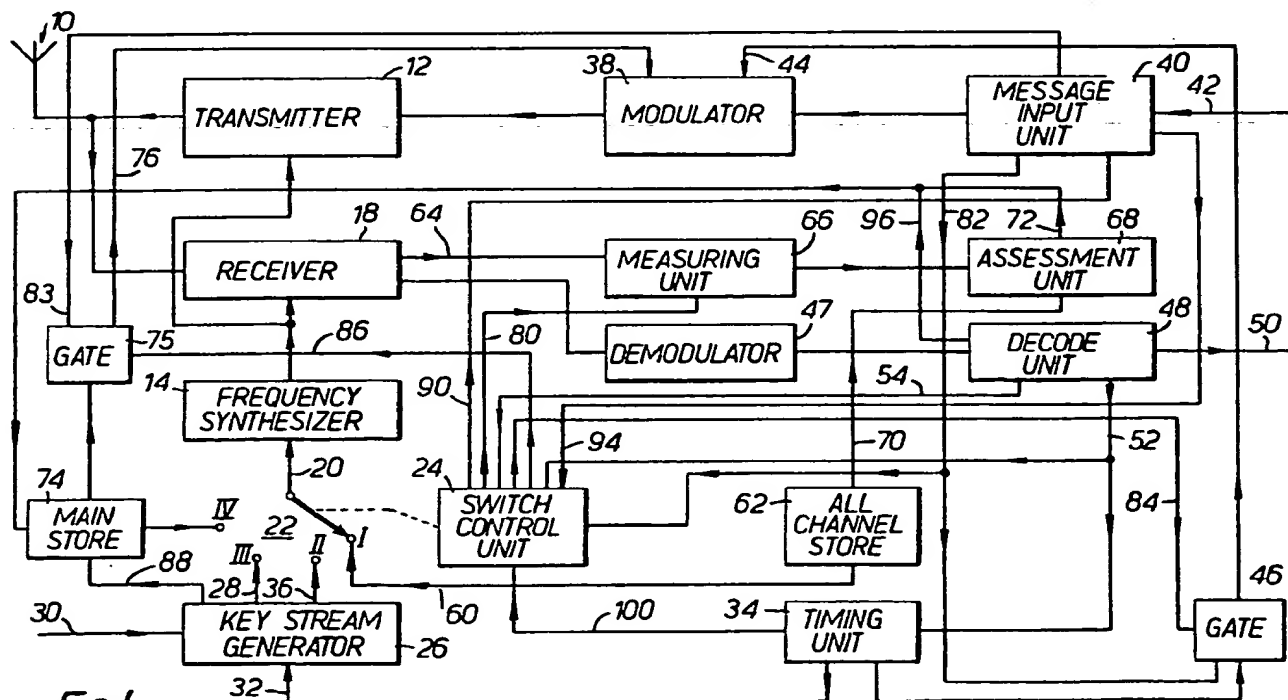 10
12
38
44
40
42
TRANSMITTER
MODULATOR
MESSAGE
INPUT
UNIT
76
18
64
66
96
82
72
68
RECEIVER
MEASURING
UNIT
ASSESSMENT
UNIT
83
75
86
80
47
48
50
GATE
DEMODULATOR
DECODE
UNIT
14
FREQUENCY
SYNTHESIZER
90
54
20
94
70
52
24
62
84
74
MAIN
STORE
IV
22
III
II
I
SWITCH
CONTROL
UNIT
ALL
CHANNEL
STORE
88
28
36
60
34
46
30
KEY STREAM
GENERATOR
26
100
TIMING
UNIT
GATE
32